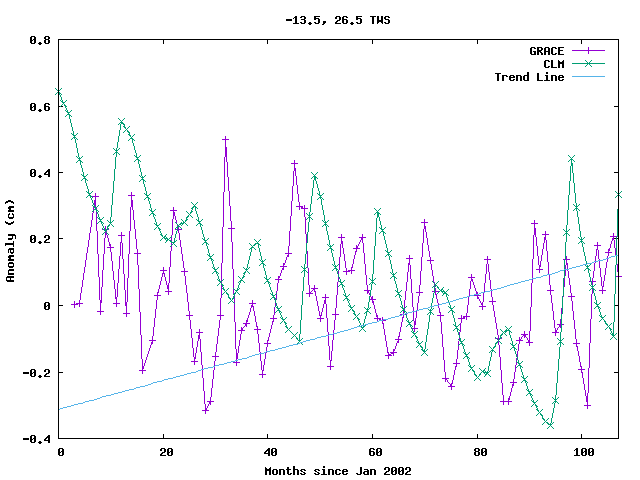 -13.5, 26.5 TWS
GRACE
CLM
Trend Line
0.8
0.6
0.4
0.2
0
-0.2
-0.4
Anomaly (cm)
0 20 40 60 80 100
Months since Jan 2002